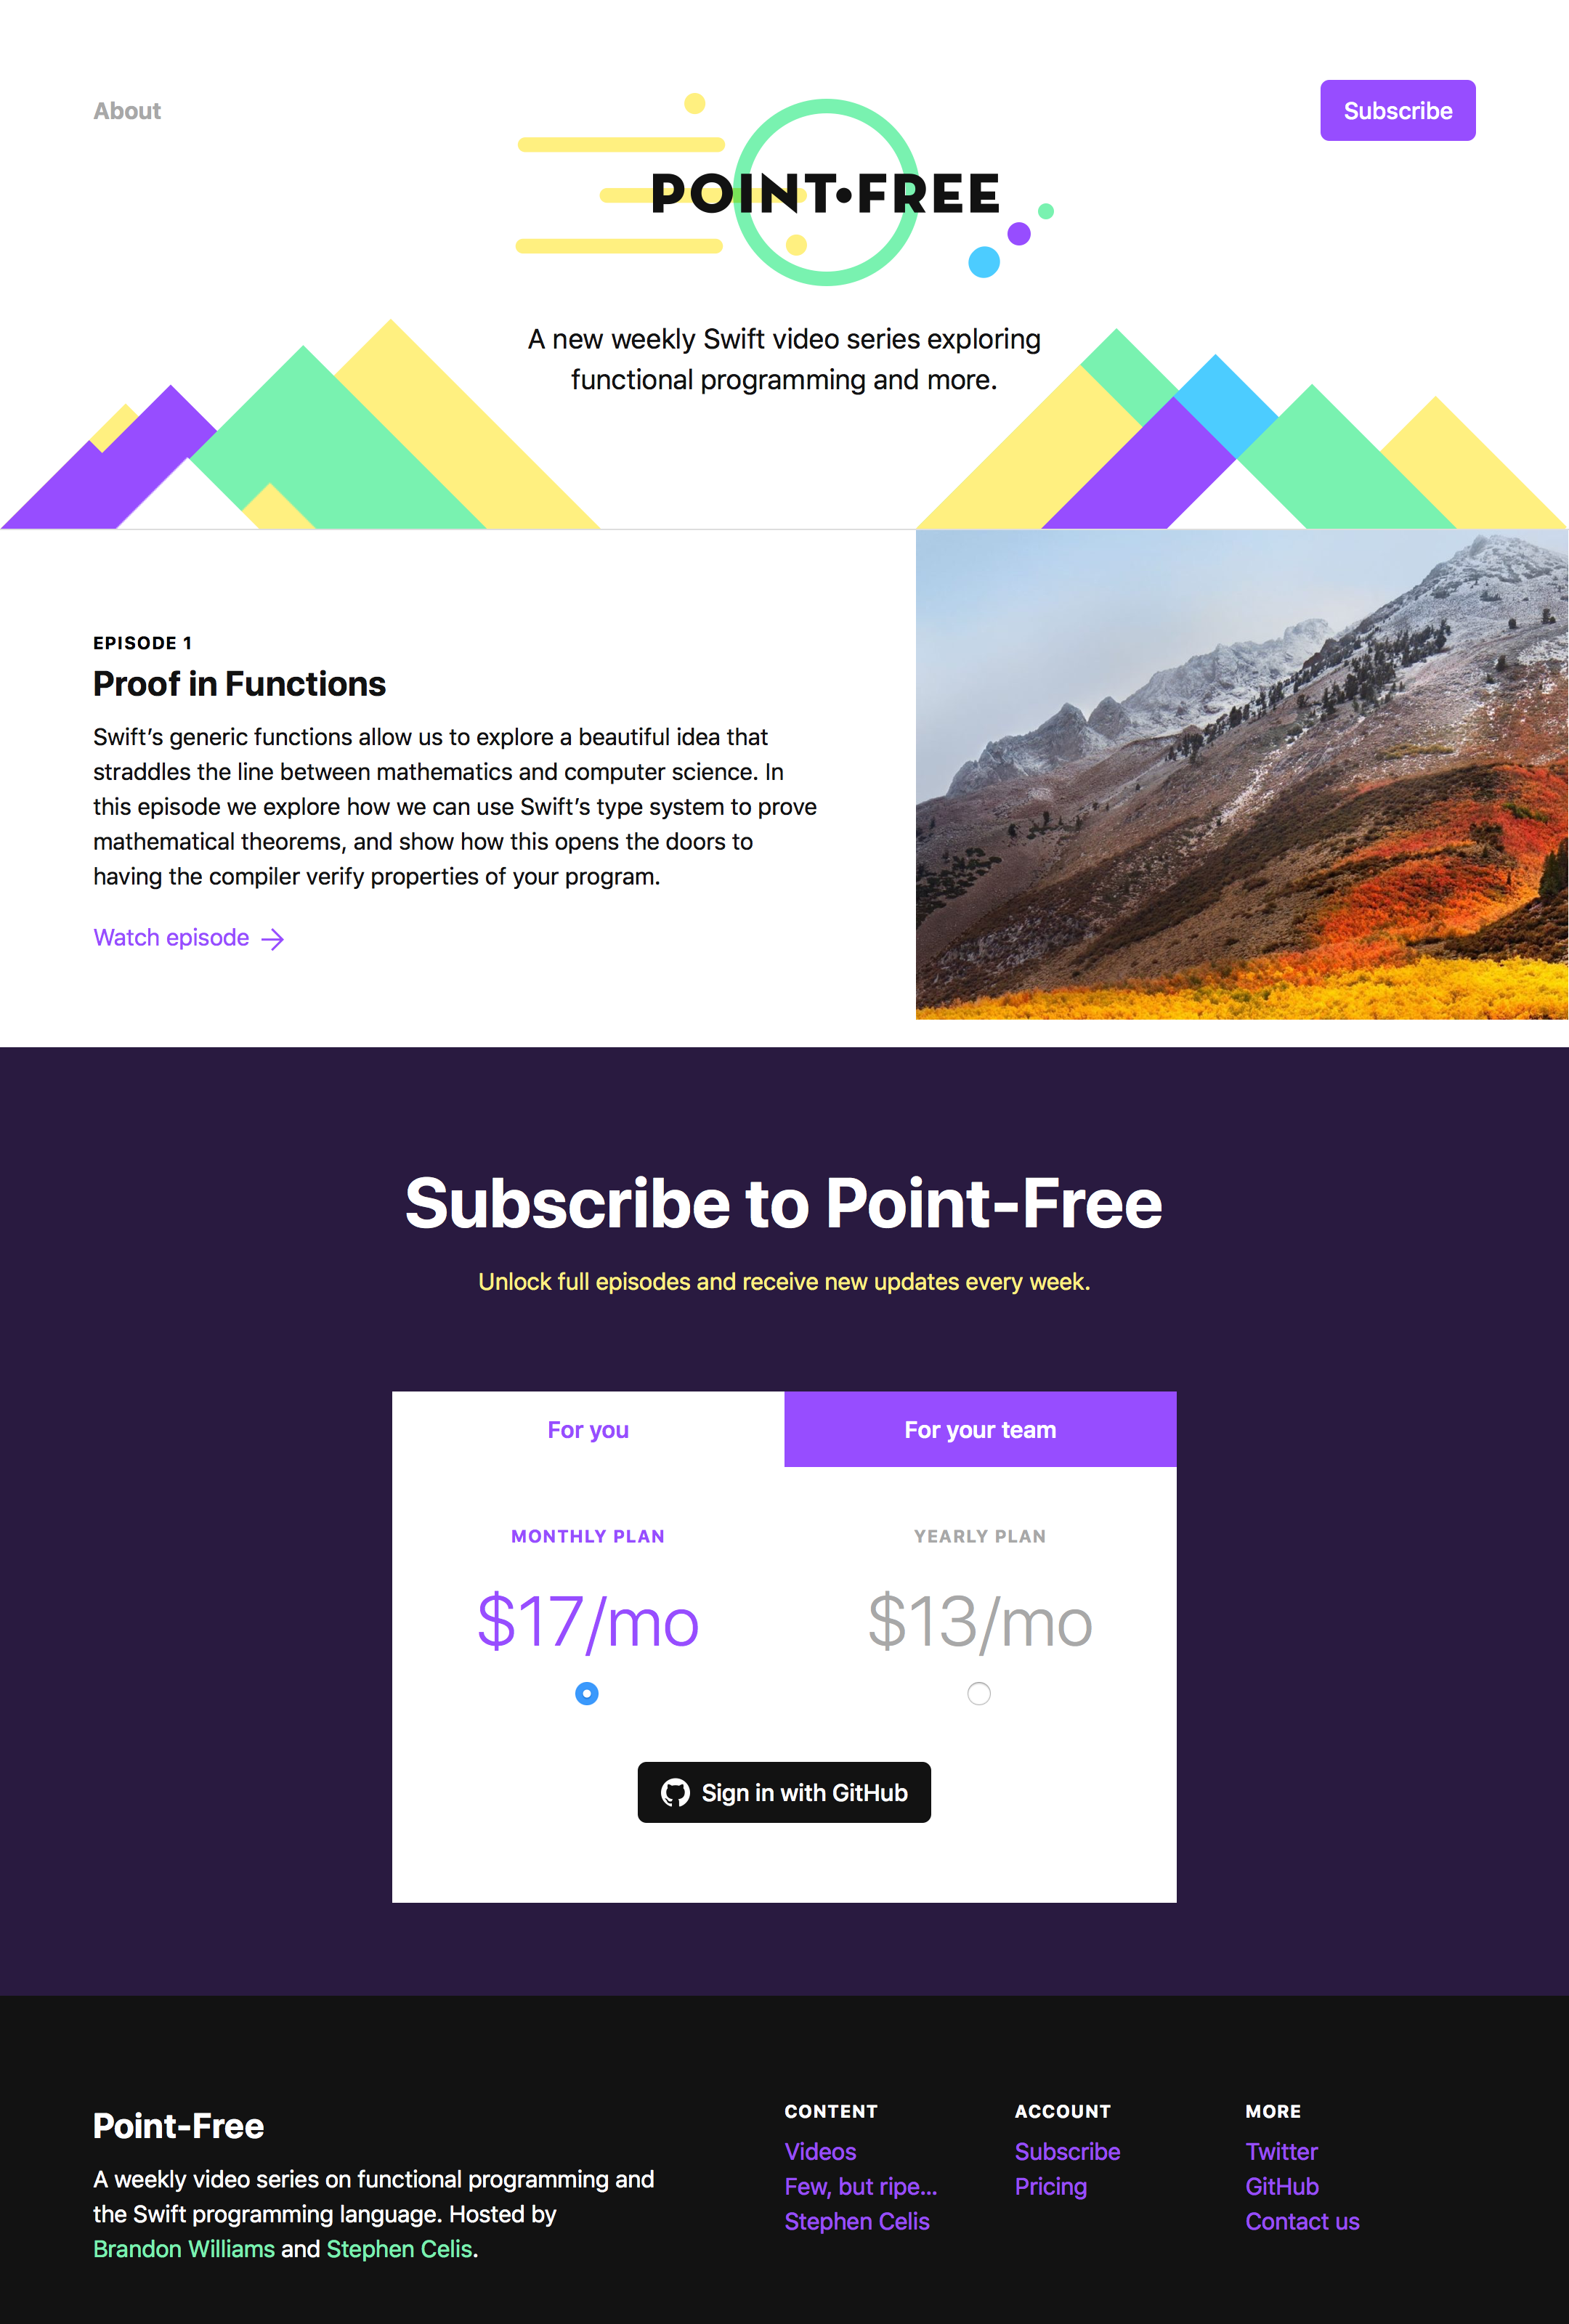 About
Subscribe
POINT•FREE
A new weekly Swift video series exploring
functional programming and more.
EPISODE 1
Proof in Functions
Swift’s generic functions allow us to explore a beautiful idea that
straddles the line between mathematics and computer science. In
this episode we explore how we can use Swift’s type system to prove
mathematical theorems, and show how this opens the doors to
having the compiler verify properties of your program.
Watch episode →
Subscribe to Point-Free
Unlock full episodes and receive new updates every week.
For you
For your team
MONTHLY PLAN
$17/mo
YEARLY PLAN
$13/mo
Sign in with GitHub
Point-Free
A weekly video series on functional programming and
the Swift programming language. Hosted by
Brandon Williams and Stephen Celis.
CONTENT
Videos
Few, but ripe...
Stephen Celis
ACCOUNT
Subscribe
Pricing
MORE
Twitter
GitHub
Contact us